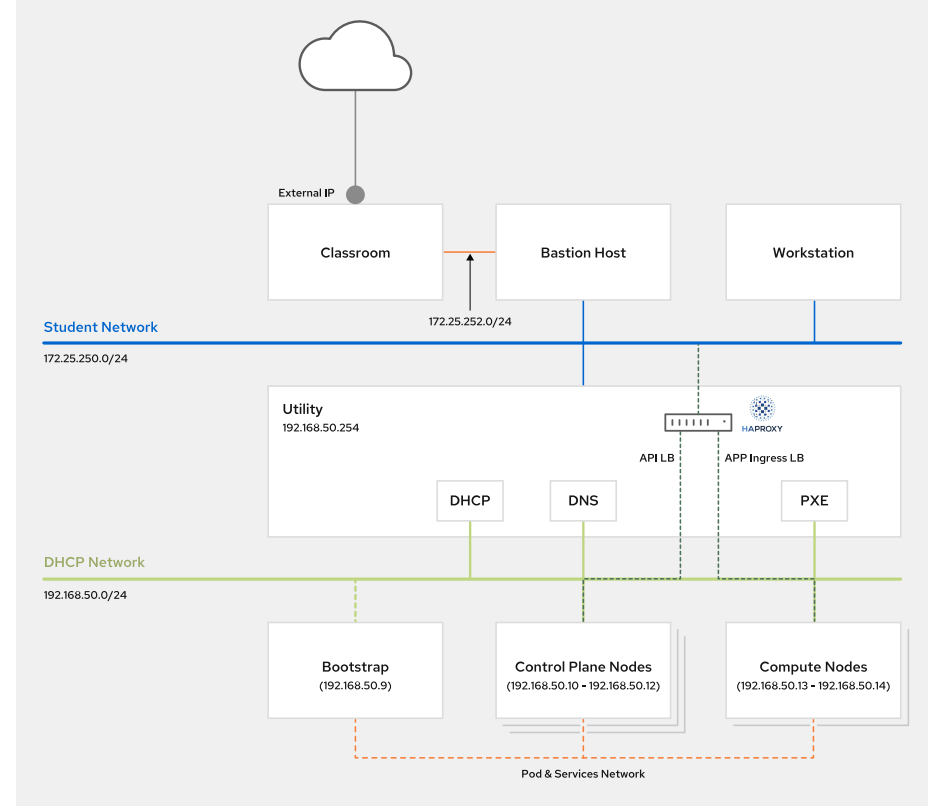 External IP
Classroom
Bastion Host
Workstation
172.25.252.0/24
Student Network
172.25.250.0/24
Utility
192.168.50.254
HAPROXY
API LB
APP Ingress LB
DHCP
DNS
PXE
DHCP Network
192.168.50.0/24
Bootstrap
(192.168.50.9)
Control Plane Nodes
(192.168.50.10 - 192.168.50.12)
Compute Nodes
(192.168.50.13 - 192.168.50.14)
Pod & Services Network